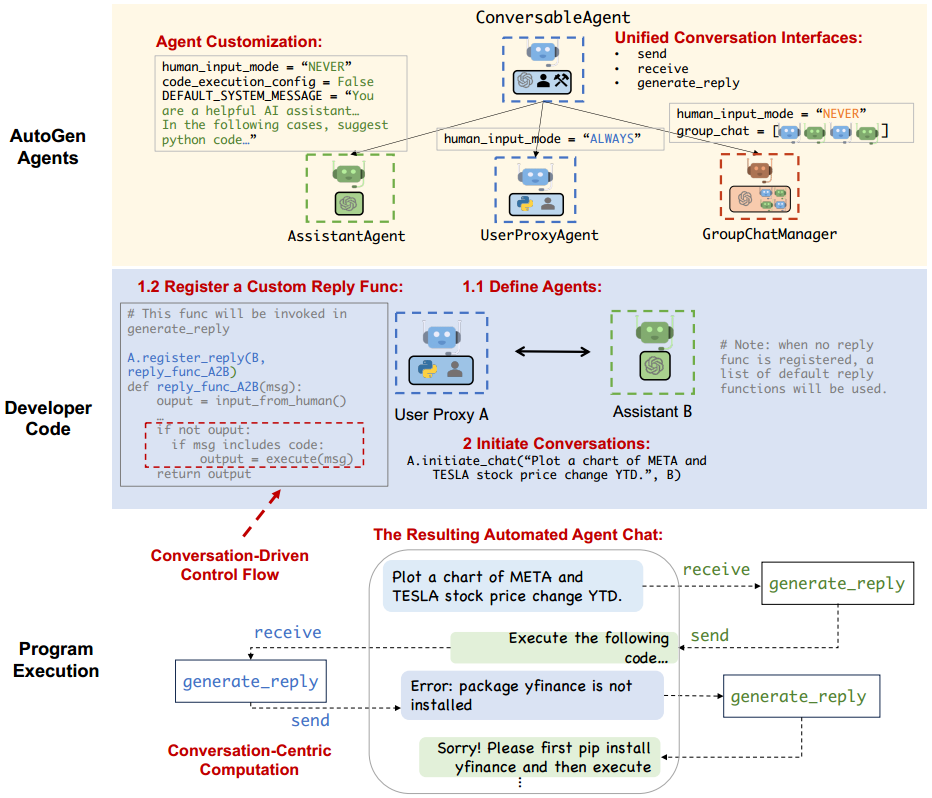 ConversableAgent
Agent Customization:
human_input_mode = “NEVER”
code_execution_config = False
DEFAULT_SYSTEM_MESSAGE = “You
are a helpful AI assistant…
In the following cases, suggest
python code…”
Unified Conversation Interfaces:
• send
• receive
• generate_reply
AutoGen
Agents
human_input_mode = “ALWAYS”
human_input_mode = “NEVER”
group_chat = [ ]
AssistantAgent
UserProxyAgent
GroupChatManager
Developer
Code
1.2 Register a Custom Reply Func:
# This func will be invoked in
generate_reply
A.register_reply(B,
reply_func_A2B)
def reply_func_A2B(msg):
ouput = input_from_human()
…
if not ouput:
if msg includes code:
output = execute(msg)
return output
1.1 Define Agents:
User Proxy A
Assistant B
# Note: when no reply
func is registered, a
list of default reply
functions will be used.
2 Initiate Conversations:
A.initiate_chat(“Plot a chart of META and
TESLA stock price change YTD.”, B)
Conversation-Driven
Control Flow
Program
Execution
The Resulting Automated Agent Chat:
Plot a chart of META and
TESLA stock price change YTD.
receive
generate_reply
send
Execute the following
code…
receive
generate_reply
send
Error: package yfinance is not
installed
generate_reply
Sorry! Please first pip install
yfinance and then execute
⋮
Conversation-Centric
Computation